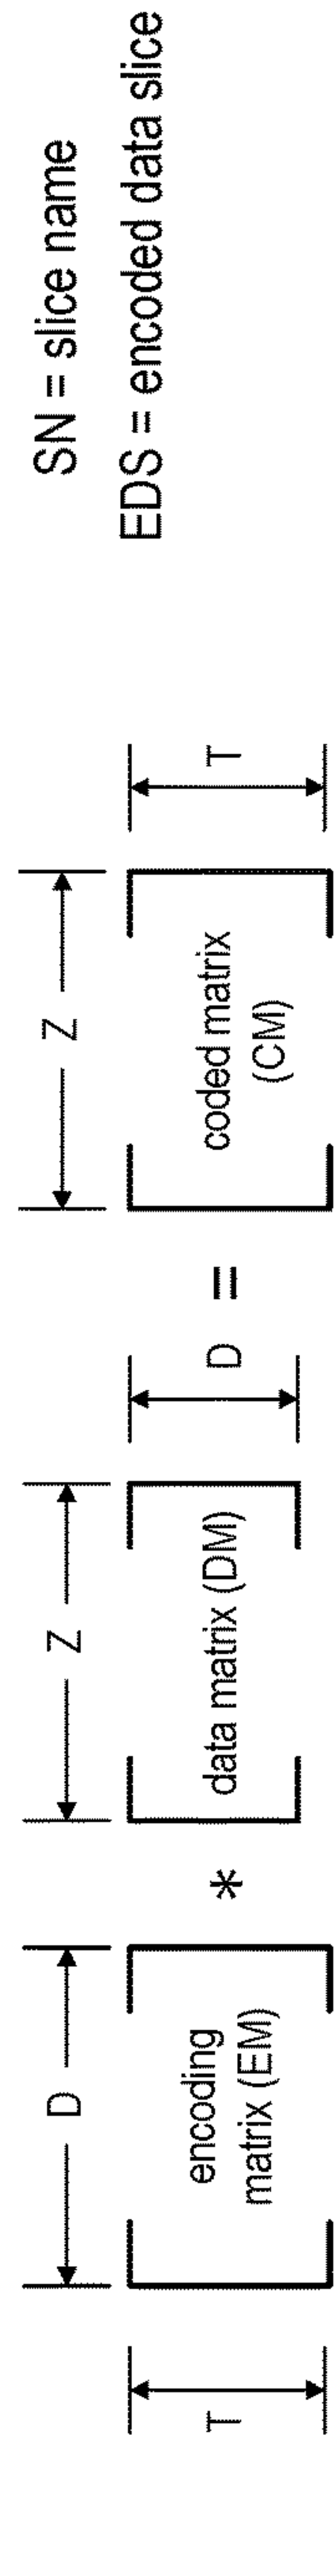 SN = slice name
EDS = encoded data slice
D
Z
Z
T
encoding
matrix (EM)
*
data matrix (DM)
D
=
coded matrix
(CM)
T